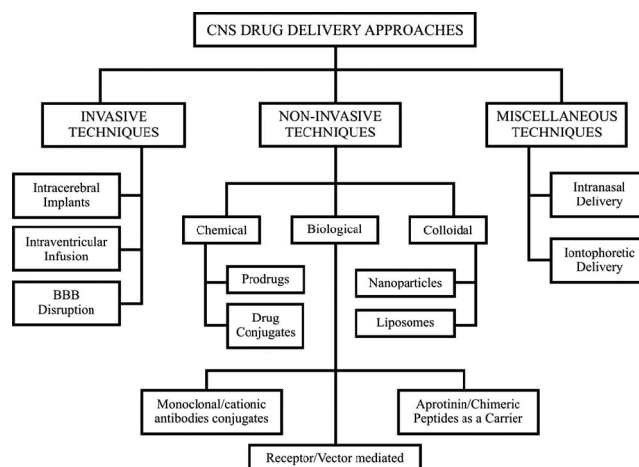 CNS DRUG DELIVERY APPROACHES
INVASIVE
TECHNIQUES
NON-INVASIVE
TECHNIQUES
MISCELLANEOUS
TECHNIQUES
Intracerebral
Implants
Intraventricular
Infusion
BBB
Disruption
Chemical
Biological
Colloidal
Prodrugs
Drug
Conjugates
Nanoparticles
Liposomes
Intranasal
Delivery
Iontophoretic
Delivery
Monoclonal/cationic
antibodies conjugates
Aprotinin/Chimeric
Peptides as a Carrier
Receptor/Vector mediated